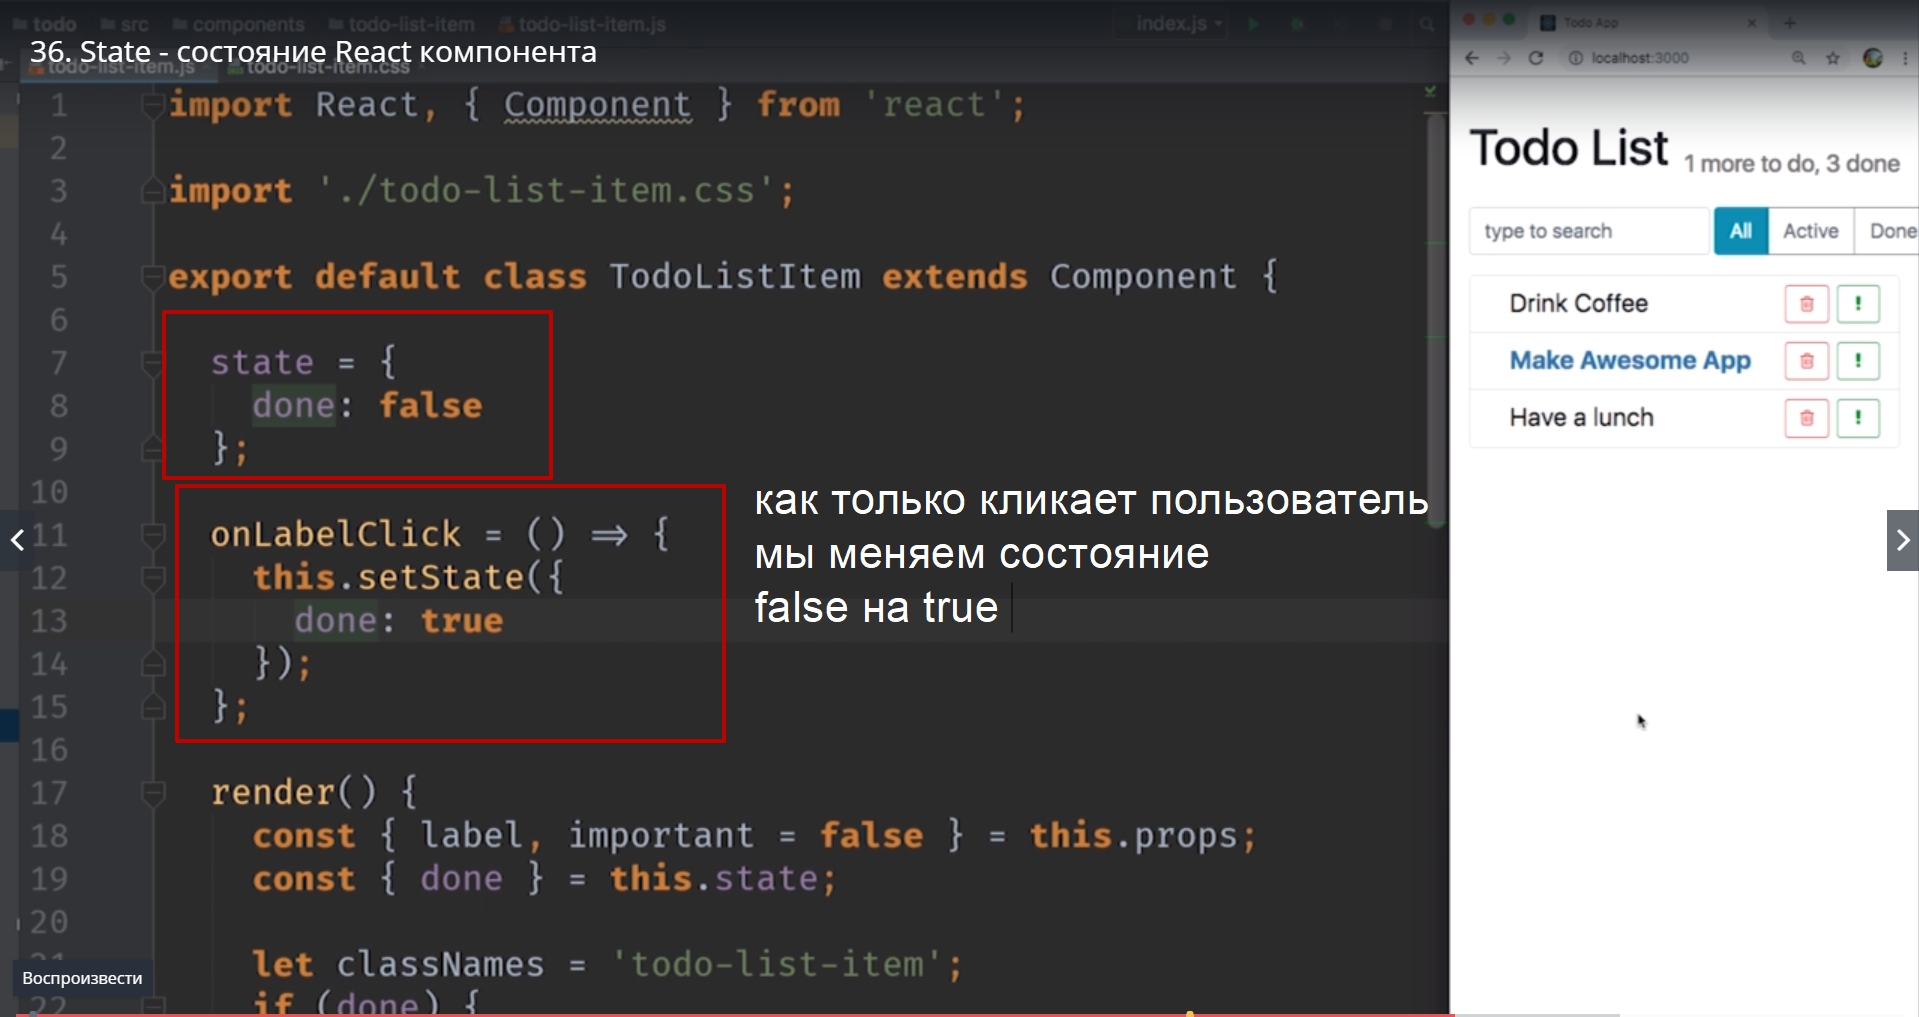 todo src components todo-list-item todo-list-item.js index.js
36. State - состояние React компонента
todo-list-item.js todo-list-item.css
1 import React, { Component } from 'react';
2
3 import './todo-list-item.css';
4
5 export default class TodoListItem extends Component {
6
7 state = {
8 done: false
9 };
10
11 onLabelClick = () => {
12 this.setState({
13 done: true
14 });
15 };
16
17 render() {
18 const { label, important = false } = this.props;
19 const { done } = this.state;
20
21 let classNames = 'todo-list-item';
22 if (done) {
как только кликает пользователь
мы меняем состояние
false на true
Воспроизвести
Todo App
localhost:3000
Todo List 1 more to do, 3 done
type to search All Active Done
Drink Coffee
Make Awesome App
Have a lunch